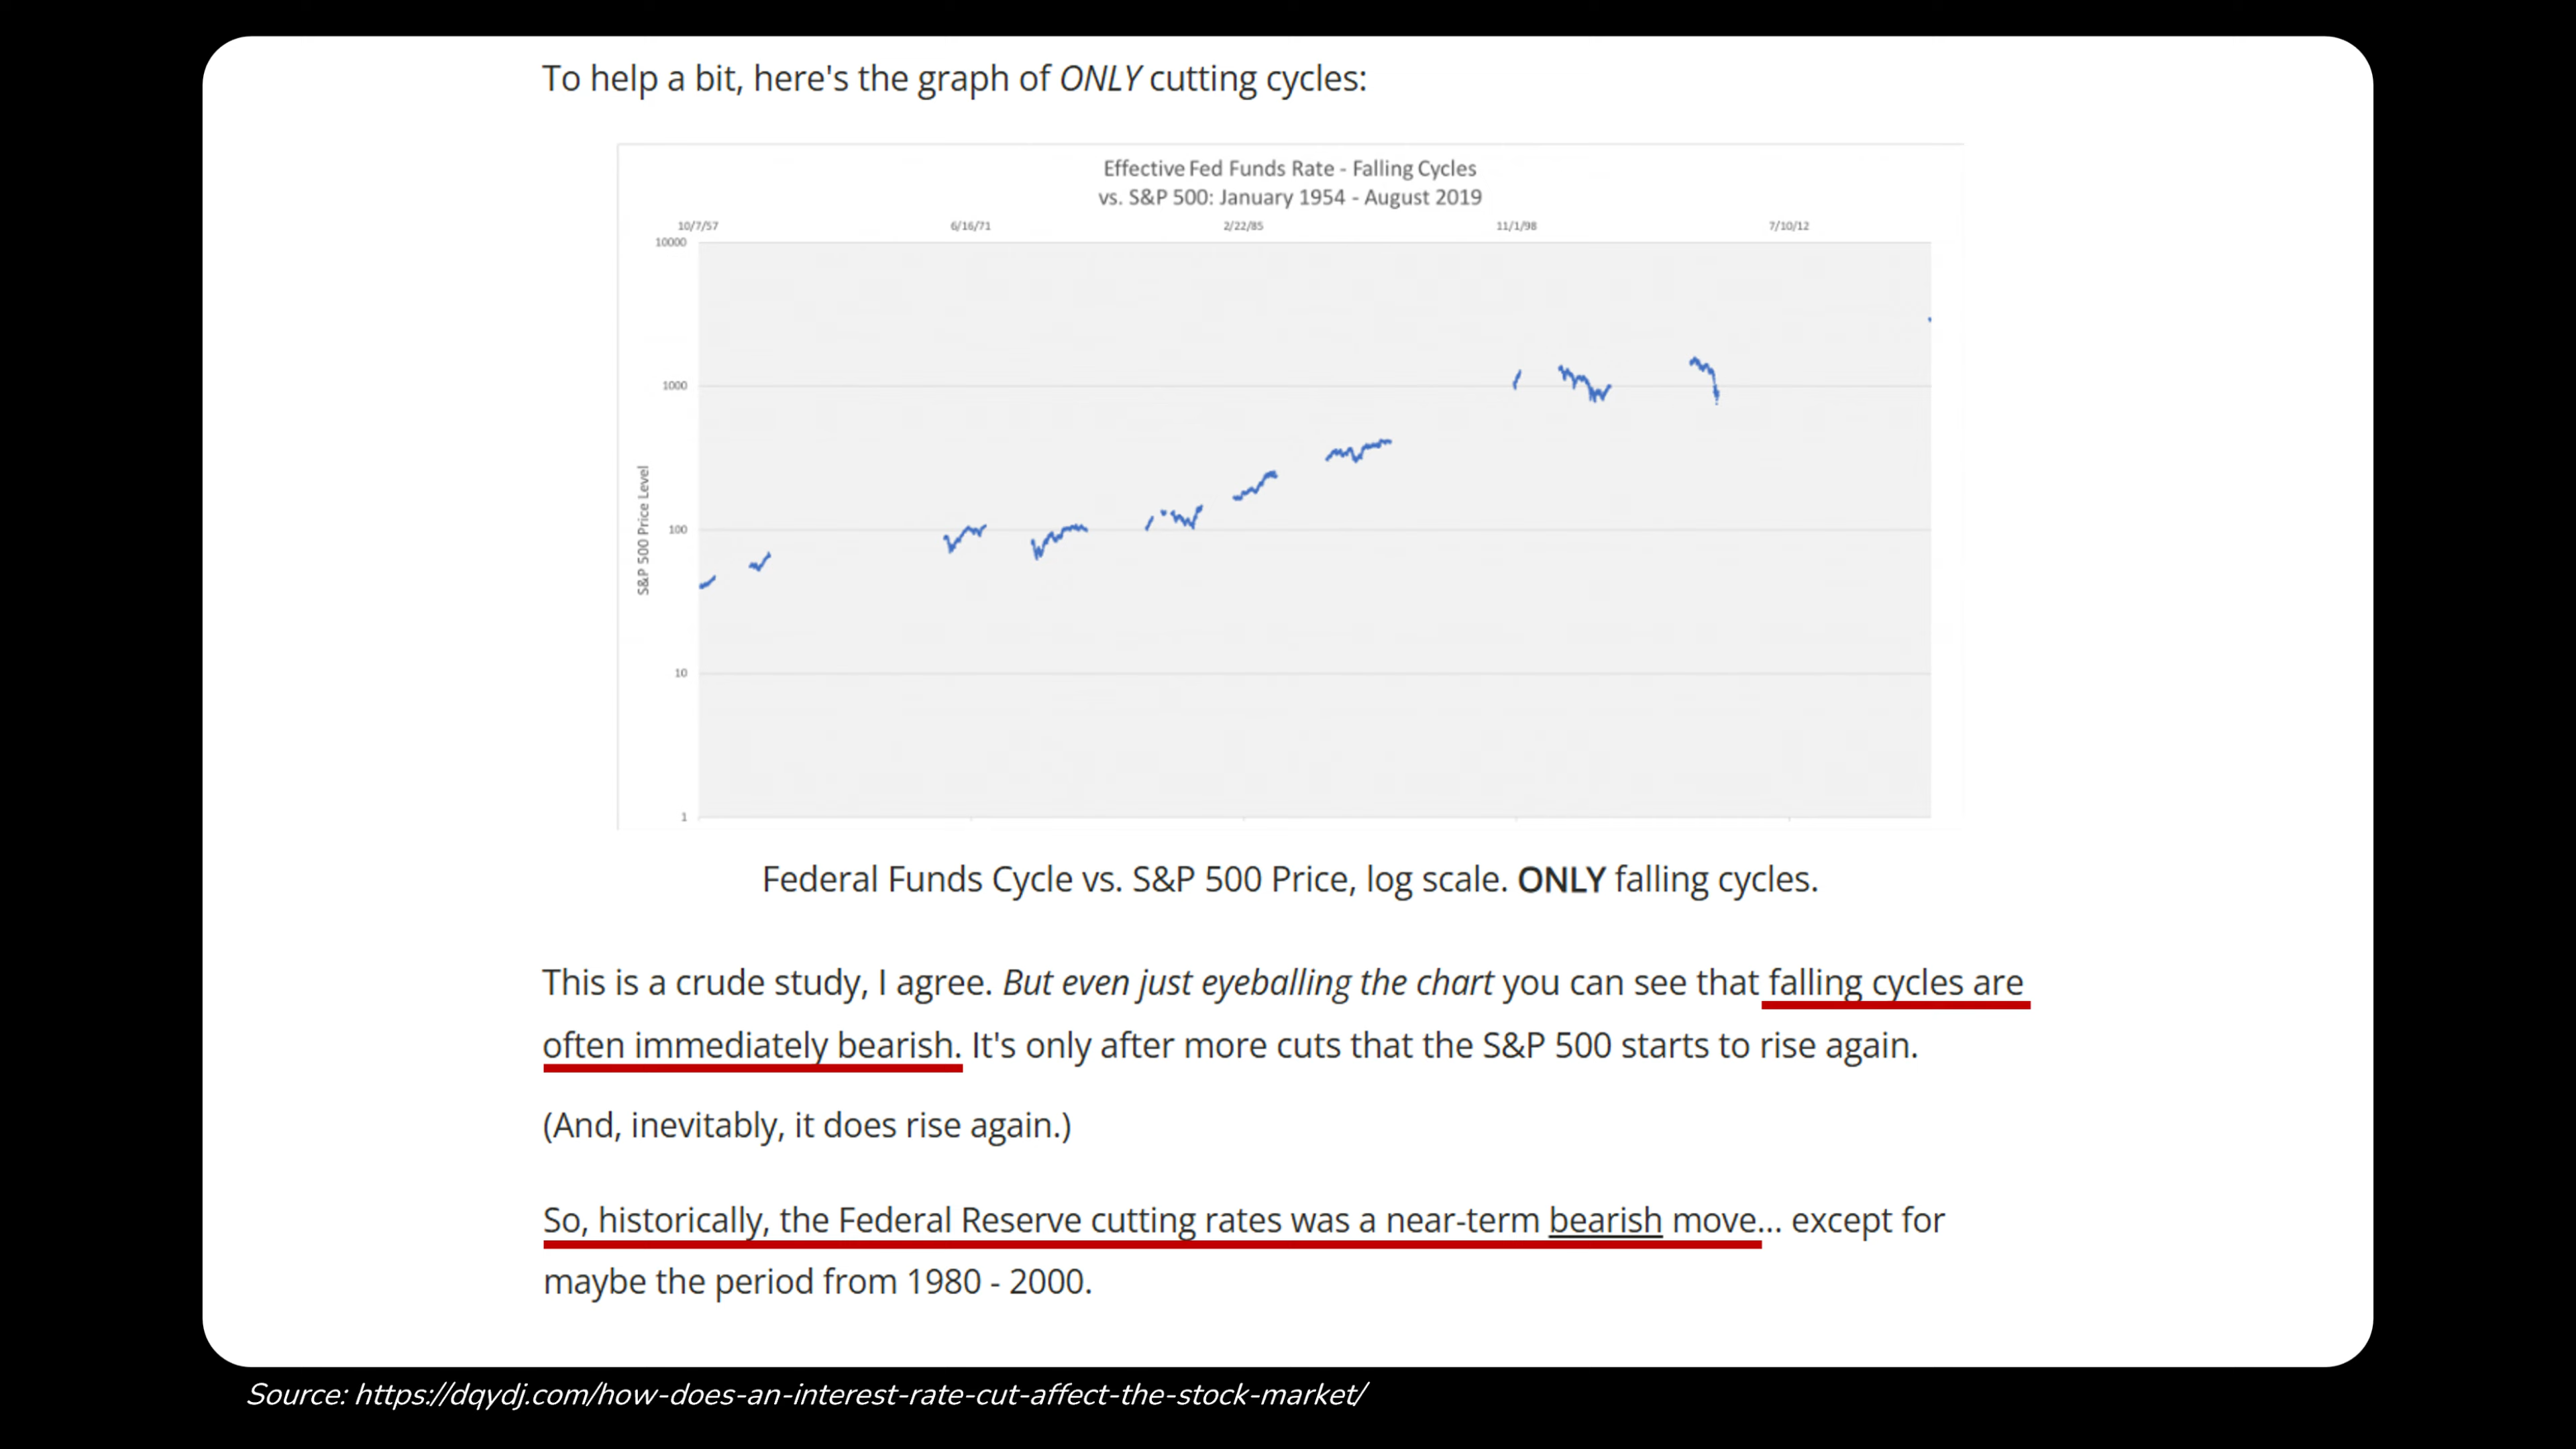 To help a bit, here's the graph of ONLY cutting cycles:
Effective Fed Funds Rate - Falling Cycles
vs. S&P 500: January 1954 - August 2019
10/7/57 6/16/71 2/22/85 11/1/98 7/10/12
10000
1000
100
10
1
S&P 500 Price Level
Federal Funds Cycle vs. S&P 500 Price, log scale. ONLY falling cycles.
This is a crude study, I agree. But even just eyeballing the chart you can see that falling cycles are
often immediately bearish. It's only after more cuts that the S&P 500 starts to rise again.
(And, inevitably, it does rise again.)
So, historically, the Federal Reserve cutting rates was a near-term bearish move... except for
maybe the period from 1980 - 2000.
Source: https://dqydj.com/how-does-an-interest-rate-cut-affect-the-stock-market/